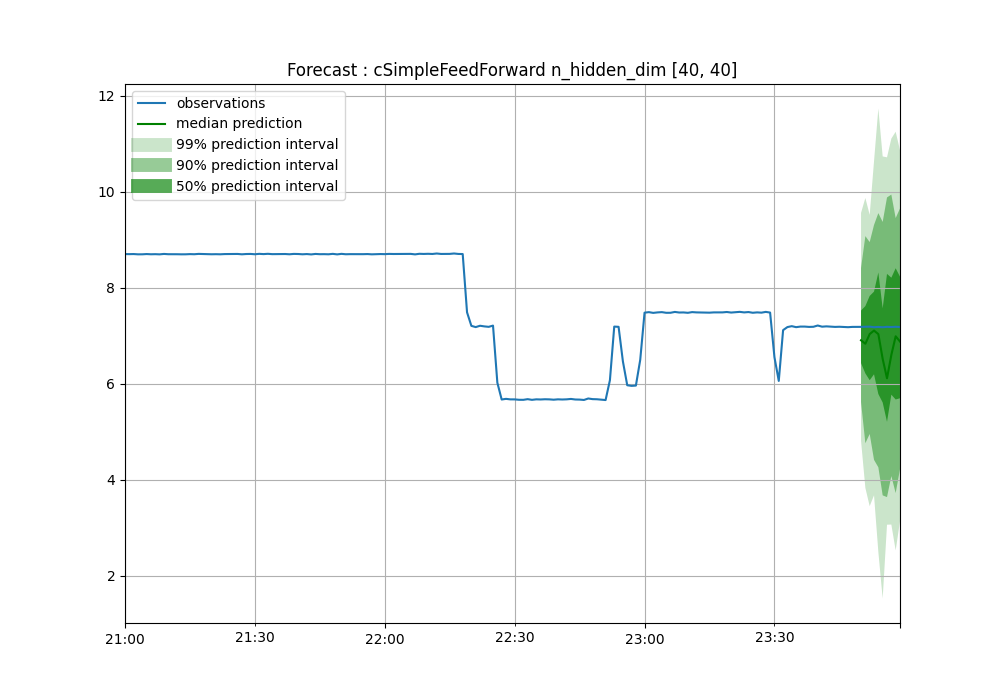 Forecast : cSimpleFeedForward n_hidden_dim [40, 40]
observations
median prediction
99% prediction interval
90% prediction interval
50% prediction interval
12
10
8
6
4
2
21:00
21:30
22:00
22:30
23:00
23:30